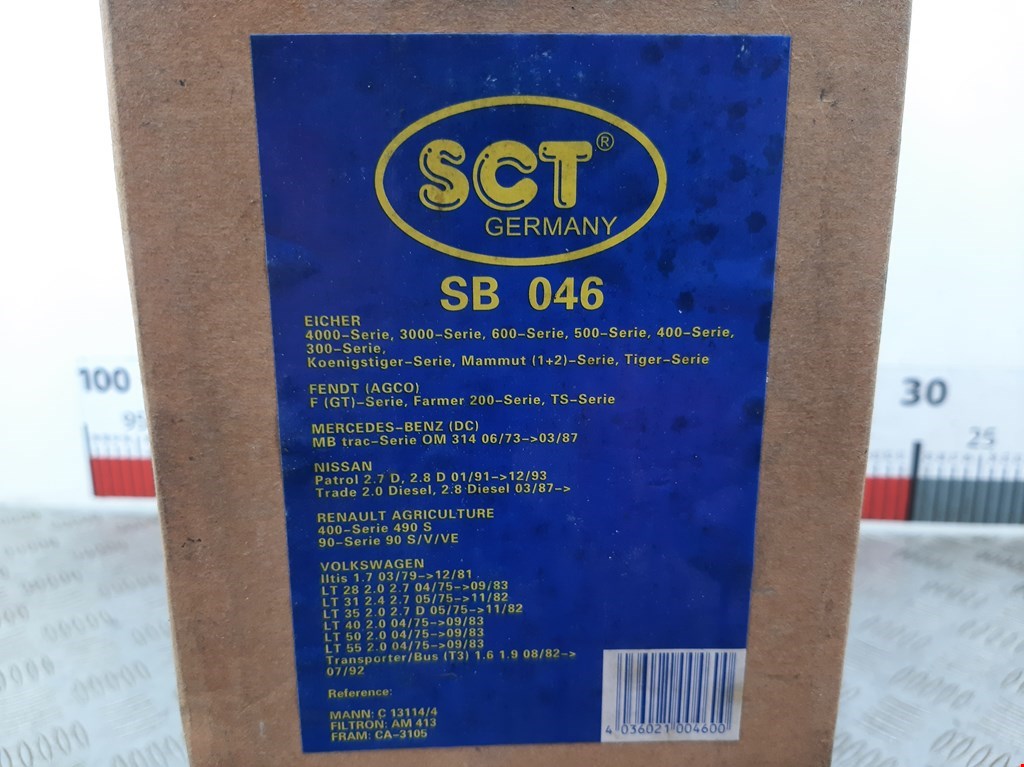 SCT®
GERMANY
SB 046
EICHER
4000-Serie, 3000-Serie, 600-Serie, 500-Serie, 400-Serie,
300-Serie,
Koenigstiger-Serie, Mammut (1+2)-Serie, Tiger-Serie
FENDT (AGCO)
F (GT)-Serie, Farmer 200-Serie, TS-Serie
MERCEDES-BENZ (DC)
MB trac-Serie OM 314 06/73->03/87
NISSAN
Patrol 2.7 D, 2.8 D 01/91->12/93
Trade 2.0 Diesel, 2.8 Diesel 03/87->
RENAULT AGRICULTURE
400-Serie 490 S
90-Serie 90 S/V/VE
VOLKSWAGEN
Iltis 1.7 03/79->12/81
LT 28 2.0 2.7 04/75->09/83
LT 31 2.4 2.7 05/75->11/82
LT 35 2.0 2.7 D 05/75->11/82
LT 40 2.0 04/75->09/83
LT 50 2.0 04/75->09/83
LT 55 2.0 04/75->09/83
Transporter/Bus (T3) 1.6 1.9 08/82->
07/92
Reference:
MANN: C 13114/4
FILTRON: AM 413
FRAM: CA-3105
4 036021 004600
100
95
30
25